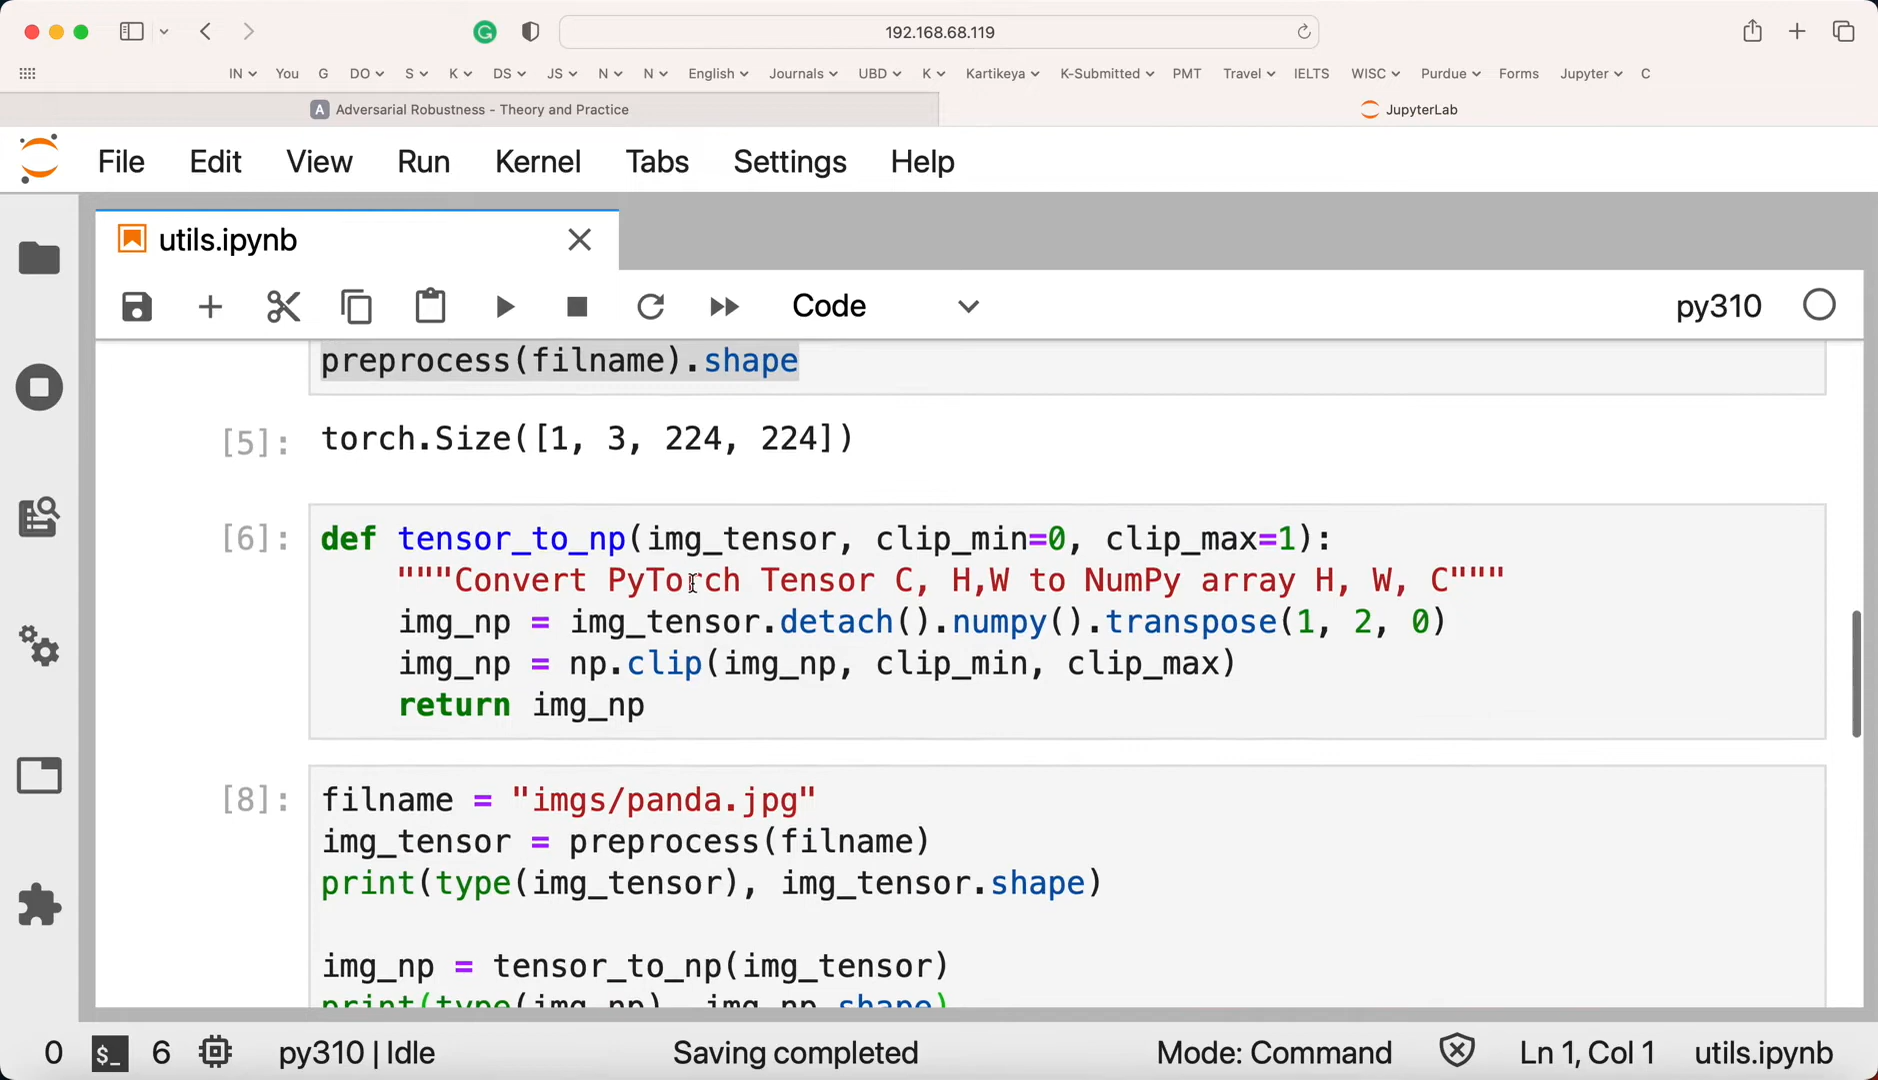 192.168.68.119
IN You G DO S K DS JS N N English Journals UBD K Kartikeya K-Submitted PMT Travel IELTS WISC Purdue Forms Jupyter C
A Adversarial Robustness - Theory and Practice JupyterLab
File Edit View Run Kernel Tabs Settings Help
utils.ipynb
Code py310
preprocess(filname).shape
[5]: torch.Size([1, 3, 224, 224])
[6]: def tensor_to_np(img_tensor, clip_min=0, clip_max=1):
"""Convert PyTorch Tensor C, H,W to NumPy array H, W, C"""
img_np = img_tensor.detach().numpy().transpose(1, 2, 0)
img_np = np.clip(img_np, clip_min, clip_max)
return img_np
[8]: filname = "imgs/panda.jpg"
img_tensor = preprocess(filname)
print(type(img_tensor), img_tensor.shape)
img_np = tensor_to_np(img_tensor)
print(type(img_np), img_np.shape)
0 $_ 6 py310 | Idle Saving completed Mode: Command Ln 1, Col 1 utils.ipynb